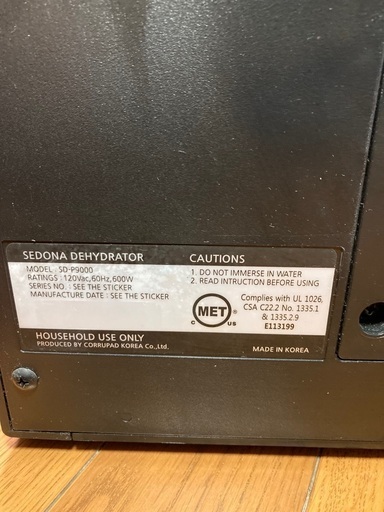 SEDONA DEHYDRATOR
MODEL : SD-P9000
RATINGS : 120Vac,60Hz,600W
SERIES NO. : SEE THE STICKER
MANUFACTURE DATE : SEE THE STICKER
CAUTIONS
1. DO NOT IMMERSE IN WATER
2. READ INTRUCTION BEFORE USING
MET
C US
Complies with UL 1026,
CSA C22.2 No. 1335.1
& 1335.2.9
E113199
HOUSEHOLD USE ONLY
PRODUCED BY CORRUPAD KOREA Co.,Ltd.
MADE IN KOREA